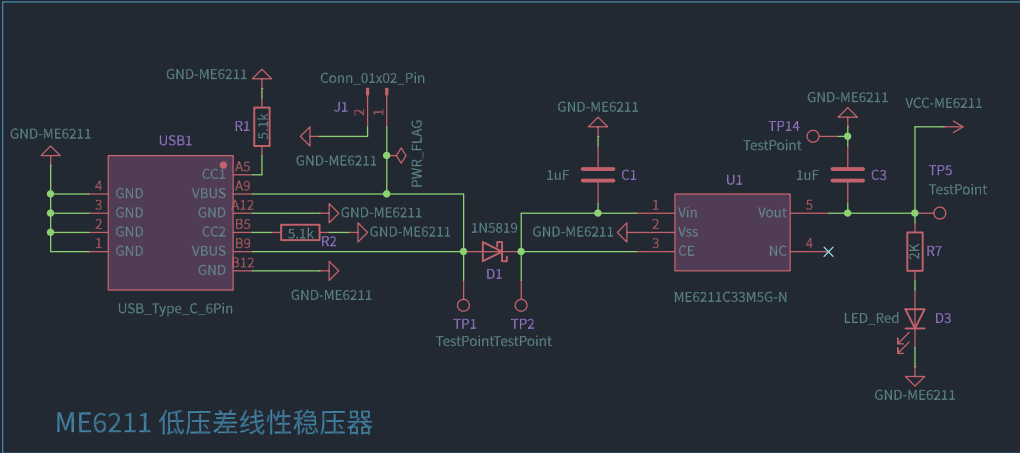 GND-ME6211
Conn_01x02_Pin
J1
2
1
PWR_FLAG
GND-ME6211
R1
5.1k
GND-ME6211
USB1
CC1
A5
4
GND
VBUS
A9
3
GND
GND
A12
GND-ME6211
2
GND
CC2
B5
5.1k
R2
GND-ME6211
1
GND
VBUS
B9
GND
B12
GND-ME6211
USB_Type_C_6Pin
1N5819
D1
TP1
TestPoint
TP2
TestPoint
GND-ME6211
1uF
C1
GND-ME6211
U1
1
Vin
Vout
5
2
Vss
3
CE
NC
4
ME6211C33M5G-N
GND-ME6211
VCC-ME6211
TP14
TestPoint
1uF
C3
TP5
TestPoint
2K
R7
LED_Red
D3
GND-ME6211
ME6211 低压差线性稳压器